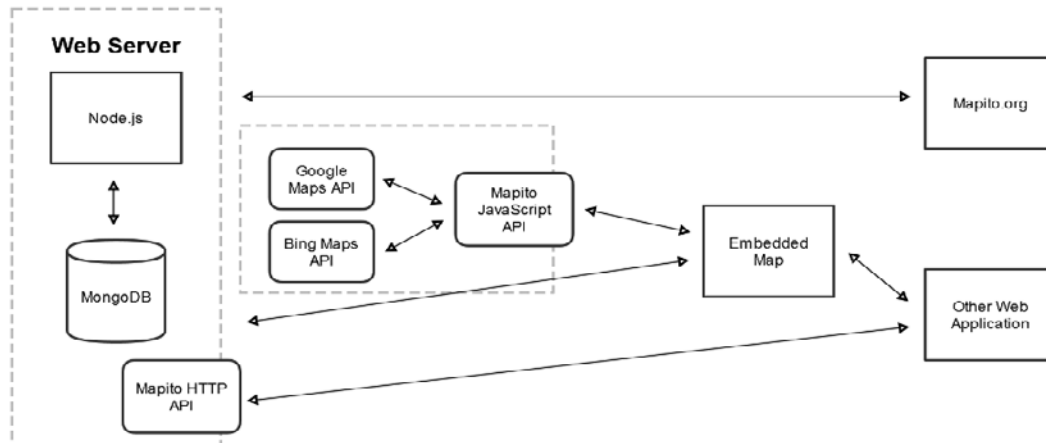 Web Server
Node.js
MongoDB
Mapito HTTP
API
Google
Maps API
Bing Maps
API
Mapito
JavaScript
API
Embedded
Map
Mapito.org
Other Web
Application